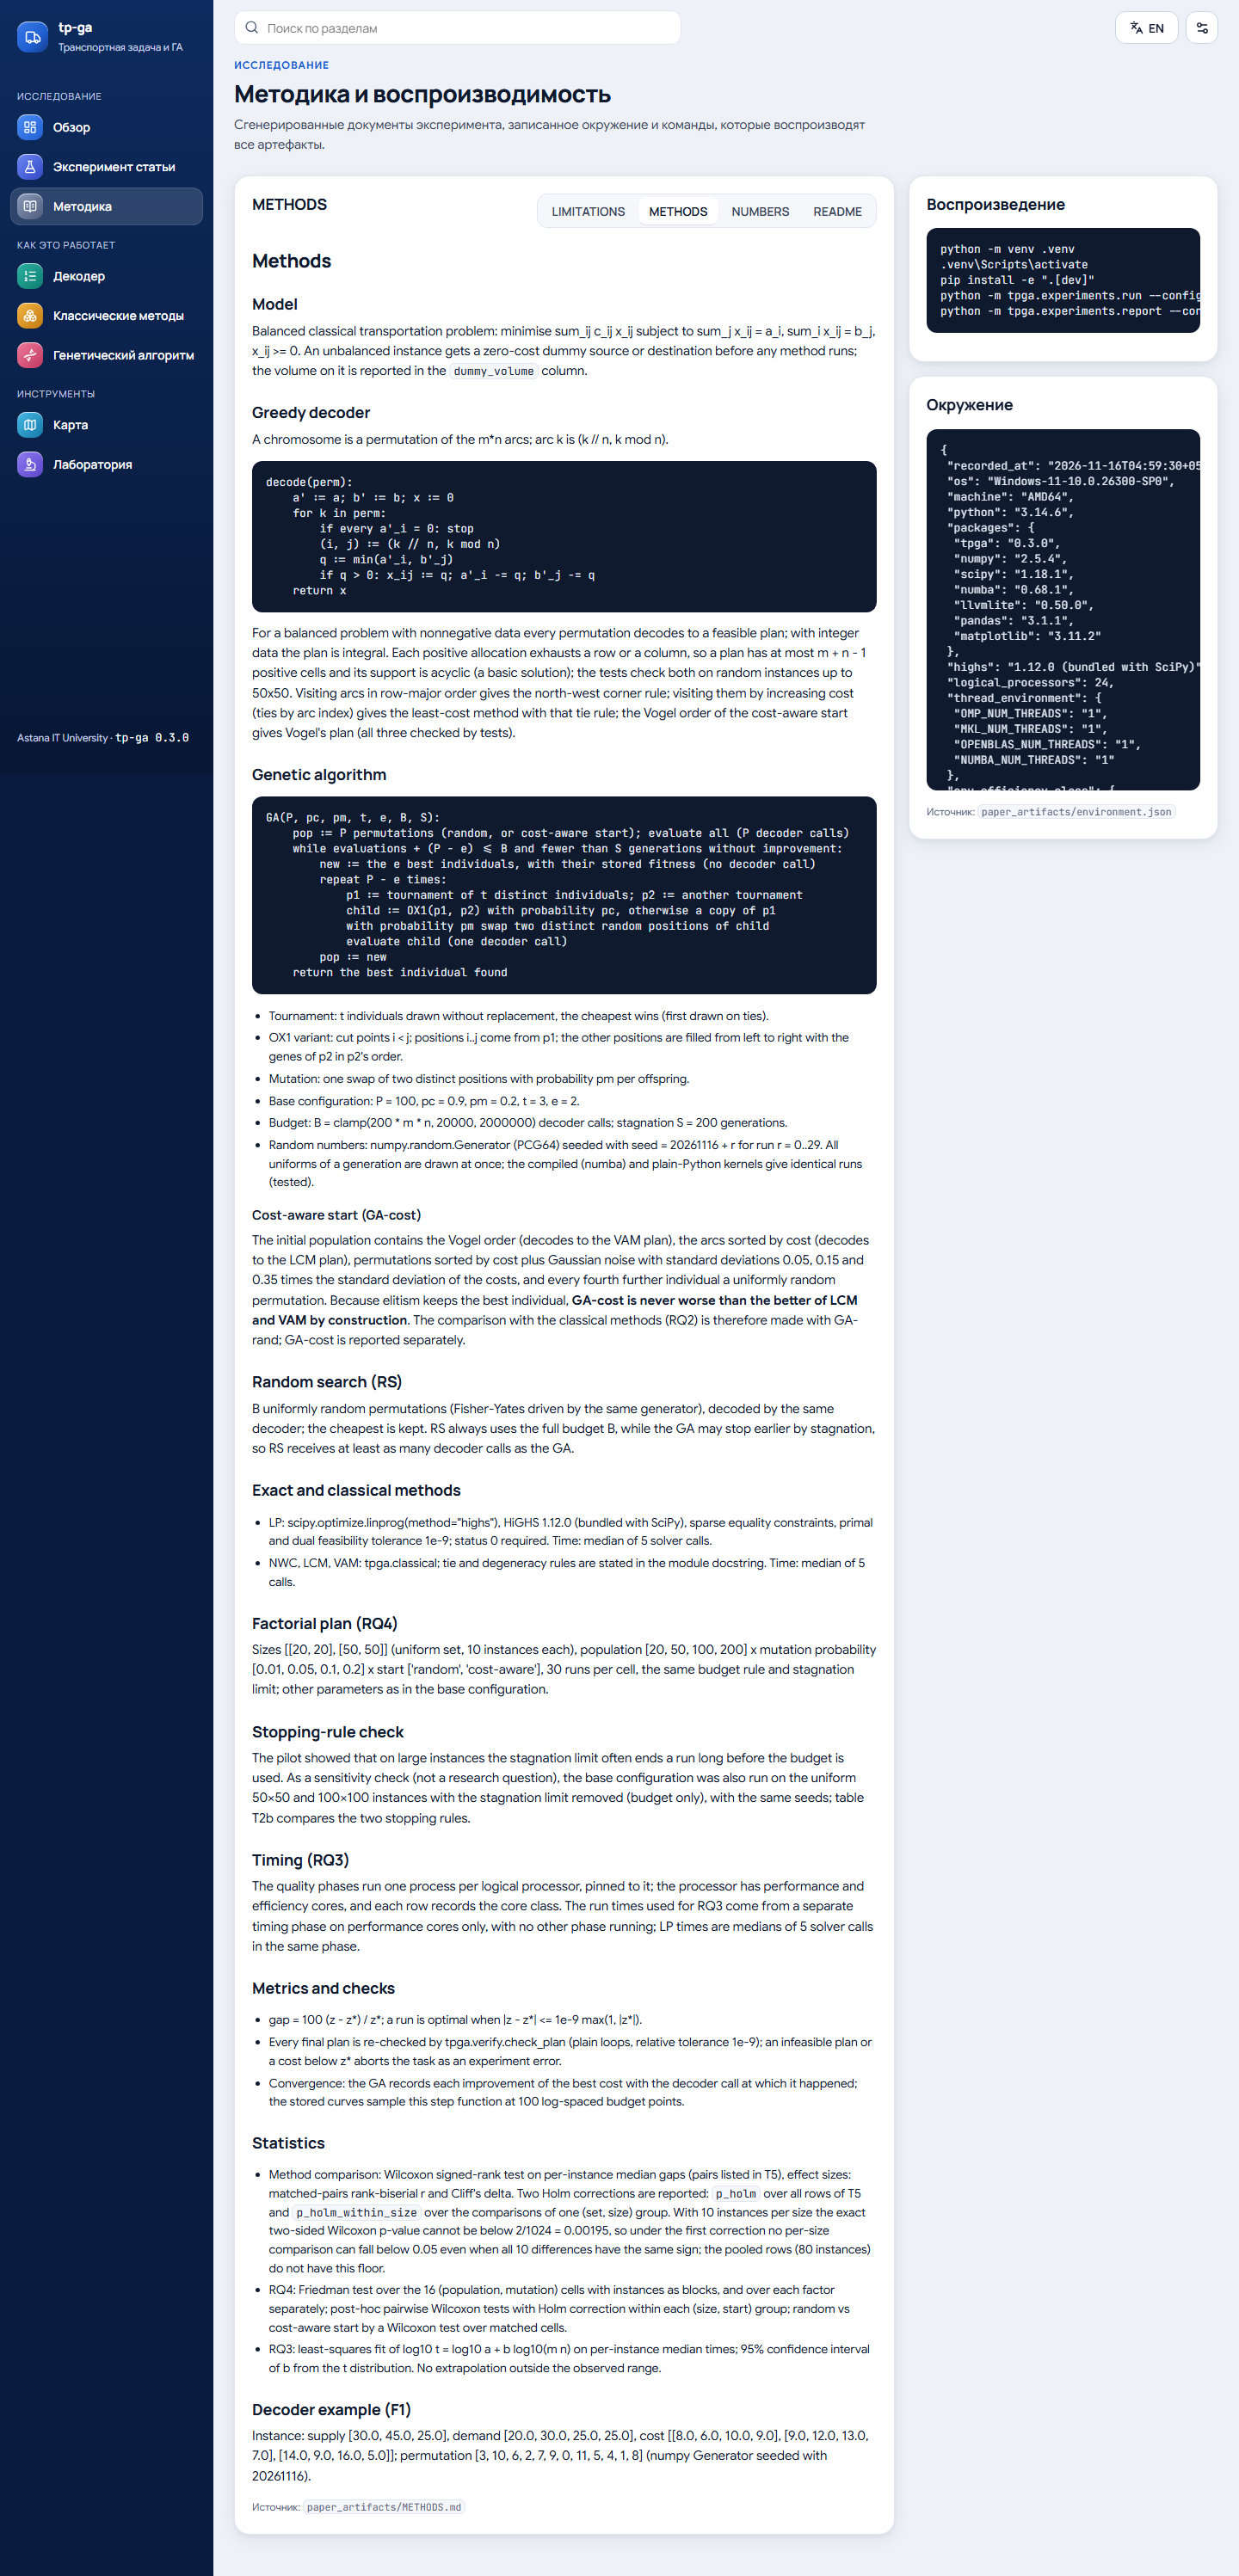 tp-ga
Транспортная задача и ГА
ИССЛЕДОВАНИЕ
Обзор
Эксперимент статьи
Методика
КАК ЭТО РАБОТАЕТ
Декодер
Классические методы
Генетический алгоритм
ИНСТРУМЕНТЫ
Карта
Лаборатория
Astana IT University · tp-ga 0.3.0
Поиск по разделам
EN
ИССЛЕДОВАНИЕ
Методика и воспроизводимость
Сгенерированные документы эксперимента, записанное окружение и команды, которые воспроизводят
все артефакты.
METHODS
LIMITATIONS METHODS NUMBERS README
Methods
Model
Balanced classical transportation problem: minimise sum_ij c_ij x_ij subject to sum_j x_ij = a_i, sum_i x_ij = b_j,
x_ij >= 0. An unbalanced instance gets a zero-cost dummy source or destination before any method runs;
the volume on it is reported in the dummy_volume column.
Greedy decoder
A chromosome is a permutation of the m*n arcs; arc k is (k // n, k mod n).
decode(perm):
    a' := a; b' := b; x := 0
    for k in perm:
        if every a'_i = 0: stop
        (i, j) := (k // n, k mod n)
        q := min(a'_i, b'_j)
        if q > 0: x_ij := q; a'_i -= q; b'_j -= q
    return x
For a balanced problem with nonnegative data every permutation decodes to a feasible plan; with integer
data the plan is integral. Each positive allocation exhausts a row or a column, so a plan has at most m + n - 1
positive cells and its support is acyclic (a basic solution); the tests check both on random instances up to
50x50. Visiting arcs in row-major order gives the north-west corner rule; visiting them by increasing cost
(ties by arc index) gives the least-cost method with that tie rule; the Vogel order of the cost-aware start
gives Vogel's plan (all three checked by tests).
Genetic algorithm
GA(P, pc, pm, t, e, B, S):
    pop := P permutations (random, or cost-aware start); evaluate all (P decoder calls)
    while evaluations + (P - e) <= B and fewer than S generations without improvement:
        new := the e best individuals, with their stored fitness (no decoder call)
        repeat P - e times:
            p1 := tournament of t distinct individuals; p2 := another tournament
            child := OX1(p1, p2) with probability pc, otherwise a copy of p1
            with probability pm swap two distinct random positions of child
            evaluate child (one decoder call)
        pop := new
    return the best individual found
• Tournament: t individuals drawn without replacement, the cheapest wins (first drawn on ties).
• OX1 variant: cut points i < j; positions i..j come from p1; the other positions are filled from left to right with the
genes of p2 in p2's order.
• Mutation: one swap of two distinct positions with probability pm per offspring.
• Base configuration: P = 100, pc = 0.9, pm = 0.2, t = 3, e = 2.
• Budget: B = clamp(200 * m * n, 20000, 2000000) decoder calls; stagnation S = 200 generations.
• Random numbers: numpy.random.Generator (PCG64) seeded with seed = 20261116 + r for run r = 0..29. All
uniforms of a generation are drawn at once; the compiled (numba) and plain-Python kernels give identical runs
(tested).
Cost-aware start (GA-cost)
The initial population contains the Vogel order (decodes to the VAM plan), the arcs sorted by cost (decodes
to the LCM plan), permutations sorted by cost plus Gaussian noise with standard deviations 0.05, 0.15 and
0.35 times the standard deviation of the costs, and every fourth further individual a uniformly random
permutation. Because elitism keeps the best individual, GA-cost is never worse than the better of LCM
and VAM by construction. The comparison with the classical methods (RQ2) is therefore made with GA-
rand; GA-cost is reported separately.
Random search (RS)
B uniformly random permutations (Fisher-Yates driven by the same generator), decoded by the same
decoder; the cheapest is kept. RS always uses the full budget B, while the GA may stop earlier by stagnation,
so RS receives at least as many decoder calls as the GA.
Exact and classical methods
• LP: scipy.optimize.linprog(method="highs"), HiGHS 1.12.0 (bundled with SciPy), sparse equality constraints, primal
and dual feasibility tolerance 1e-9; status 0 required. Time: median of 5 solver calls.
• NWC, LCM, VAM: tpga.classical; tie and degeneracy rules are stated in the module docstring. Time: median of 5
calls.
Factorial plan (RQ4)
Sizes [[20, 20], [50, 50]] (uniform set, 10 instances each), population [20, 50, 100, 200] x mutation probability
[0.01, 0.05, 0.1, 0.2] x start ['random', 'cost-aware'], 30 runs per cell, the same budget rule and stagnation
limit; other parameters as in the base configuration.
Stopping-rule check
The pilot showed that on large instances the stagnation limit often ends a run long before the budget is
used. As a sensitivity check (not a research question), the base configuration was also run on the uniform
50×50 and 100×100 instances with the stagnation limit removed (budget only), with the same seeds; table
T2b compares the two stopping rules.
Timing (RQ3)
The quality phases run one process per logical processor, pinned to it; the processor has performance and
efficiency cores, and each row records the core class. The run times used for RQ3 come from a separate
timing phase on performance cores only, with no other phase running; LP times are medians of 5 solver calls
in the same phase.
Metrics and checks
• gap = 100 (z - z*) / z*; a run is optimal when |z - z*| <= 1e-9 max(1, |z*|).
• Every final plan is re-checked by tpga.verify.check_plan (plain loops, relative tolerance 1e-9); an infeasible plan or
a cost below z* aborts the task as an experiment error.
• Convergence: the GA records each improvement of the best cost with the decoder call at which it happened;
the stored curves sample this step function at 100 log-spaced budget points.
Statistics
• Method comparison: Wilcoxon signed-rank test on per-instance median gaps (pairs listed in T5), effect sizes:
matched-pairs rank-biserial r and Cliff's delta. Two Holm corrections are reported: p_holm over all rows of T5
and p_holm_within_size over the comparisons of one (set, size) group. With 10 instances per size the exact
two-sided Wilcoxon p-value cannot be below 2/1024 = 0.00195, so under the first correction no per-size
comparison can fall below 0.05 even when all 10 differences have the same sign; the pooled rows (80 instances)
do not have this floor.
• RQ4: Friedman test over the 16 (population, mutation) cells with instances as blocks, and over each factor
separately; post-hoc pairwise Wilcoxon tests with Holm correction within each (size, start) group; random vs
cost-aware start by a Wilcoxon test over matched cells.
• RQ3: least-squares fit of log10 t = log10 a + b log10(m n) on per-instance median times; 95% confidence interval
of b from the t distribution. No extrapolation outside the observed range.
Decoder example (F1)
Instance: supply [30.0, 45.0, 25.0], demand [20.0, 30.0, 25.0, 25.0], cost [[8.0, 6.0, 10.0, 9.0], [9.0, 12.0, 13.0,
7.0], [14.0, 9.0, 16.0, 5.0]]; permutation [3, 10, 6, 2, 7, 9, 0, 11, 5, 4, 1, 8] (numpy Generator seeded with
20261116).
Источник: paper_artifacts/METHODS.md
Воспроизведение
python -m venv .venv
.venv\Scripts\activate
pip install -e ".[dev]"
python -m tpga.experiments.run --config
python -m tpga.experiments.report --con
Окружение
{
 "recorded_at": "2026-11-16T04:59:30+05
 "os": "Windows-11-10.0.26300-SP0",
 "machine": "AMD64",
 "python": "3.14.6",
 "packages": {
  "tpga": "0.3.0",
  "numpy": "2.5.4",
  "scipy": "1.18.1",
  "numba": "0.68.1",
  "llvmlite": "0.50.0",
  "pandas": "3.1.1",
  "matplotlib": "3.11.2"
 },
 "highs": "1.12.0 (bundled with SciPy)"
 "logical_processors": 24,
 "thread_environment": {
  "OMP_NUM_THREADS": "1",
  "MKL_NUM_THREADS": "1",
  "OPENBLAS_NUM_THREADS": "1",
  "NUMBA_NUM_THREADS": "1"
 },
Источник: paper_artifacts/environment.json